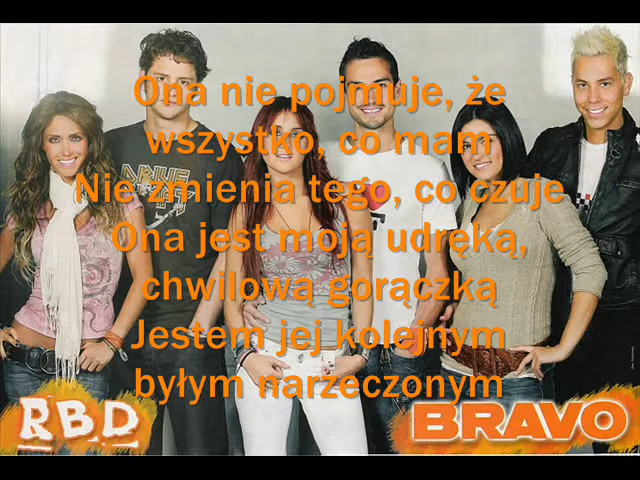 Ona nie pojmuje, że
wszystko, co mam
Nie zmienia tego, co czuje
Ona jest moją udręką,
chwilową gorączką
Jestem jej kolejnym
byłym narzeczonym
RBD
BRAVO